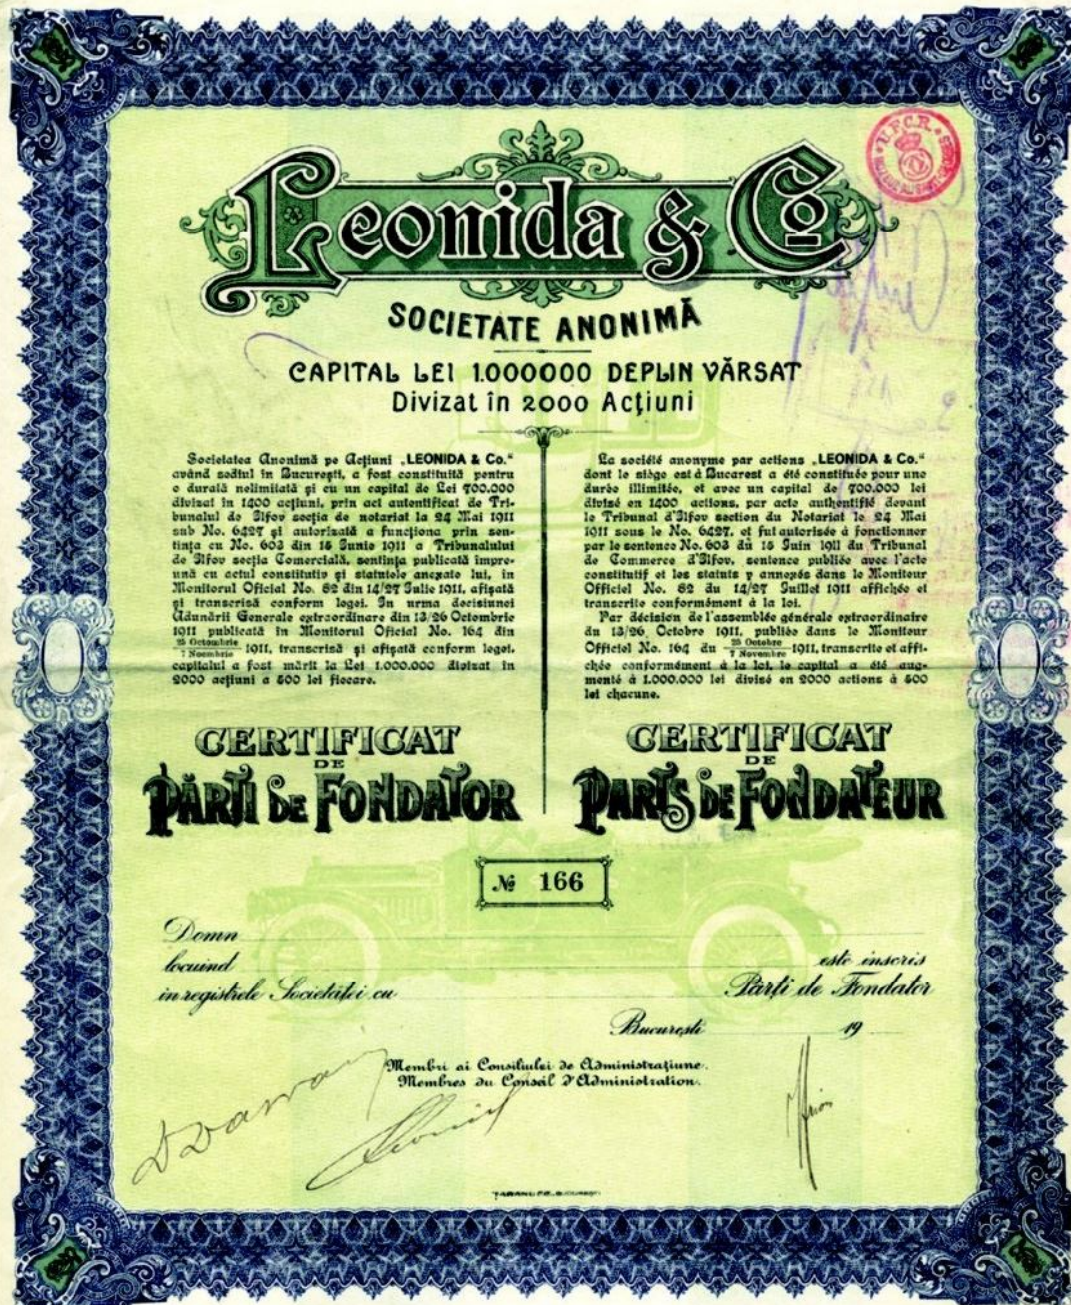 Leonida & Co
SOCIETATE ANONIMĂ
CAPITAL LEI 1.000000 DEPLIN VĂRSAT
Divizat în 2000 Acţiuni
Societatea Anonimă pe Acţiuni „LEONIDA & Co.“
având sediul în Bucureşti, a fost constituită pentru
o durată nelimitată şi cu un capital de Lei 700.000
divizat în 1400 acţiuni, prin act autentificat de Tri-
bunalul de Ilfov secţia de notariat la 24 Mai 1911
sub No. 6427 şi autorizată a funcţiona prin sen-
tinţa cu No. 603 din 15 Iunie 1911 a Tribunalului
de Ilfov secţia Comercială, sentinţa publicată împre-
ună cu actul constitutiv şi statutele anexate lui, în
Monitorul Oficial No. 82 din 14/27 Iulie 1911, afişată
şi transcrisă conform legei. În urma decisiunei
Adunării Generale extraordinare din 13/26 Octombrie
1911 publicată în Monitorul Oficial No. 164 din
25 Octombrie / 7 Noembrie 1911, transcrisă şi afişată conform legei,
capitalul a fost mărit la Lei 1.000.000 divizat în
2000 acţiuni a 500 lei fiecare.
La société anonyme par actions „LEONIDA & Co.“
dont le siège est à Bucarest a été constituée pour une
durée illimitée, et avec un capital de 700.000 lei
divisé en 1400 actions, par acte authentifié devant
le Tribunal d'Ilfov section du Notariat le 24 Mai
1911 sous le No. 6427, et fut autorisée à fonctionner
par le sentence No. 603 du 15 Juin 1911 du Tribunal
de Commerce d'Ilfov, sentence publiée avec l'acte
constitutif et les statuts y annexés dans le Moniteur
Officiel No. 82 du 14/27 Juillet 1911 affichée et
transcrite conformément à la loi.
Par décision de l'assemblée générale extraordinaire
du 13/26 Octobre 1911, publiée dans le Moniteur
Officiel No. 164 du 25 Octobre / 7 Novembre 1911, transcrite et affi-
chée conformément à la loi, le capital a été aug-
menté à 1.000.000 lei divisé en 2000 actions à 500
lei chacune.
CERTIFICAT
DE
PĂRŢI DE FONDATOR
CERTIFICAT
DE
PARTS DE FONDATEUR
№ 166
Domn
locuind este înscris
in registrele Societăţei cu Părţi de Fondator
Bucureşti 19
Membri ai Consiliului de Administraţiune.
Membres du Conseil d'Administration.